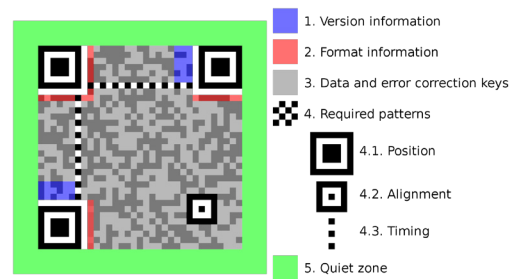 1. Version information
2. Format information
3. Data and error correction keys
4. Required patterns
4.1. Position
4.2. Alignment
4.3. Timing
5. Quiet zone